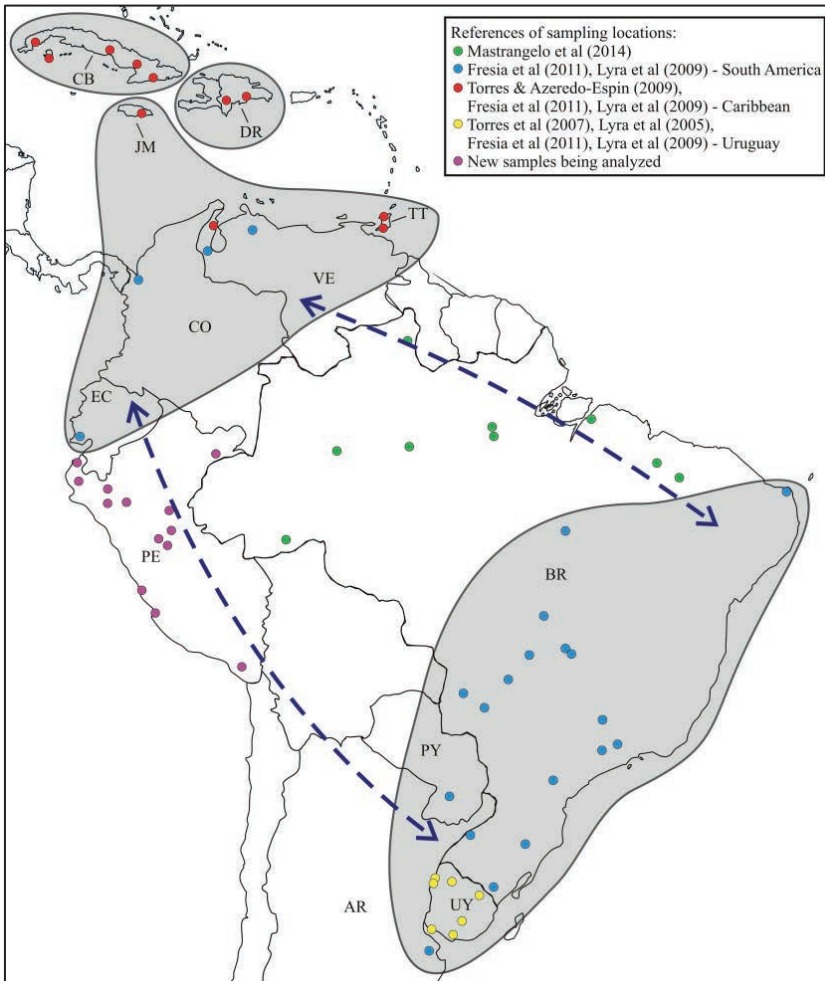 References of sampling locations:
Mastrangelo et al (2014)
Fresia et al (2011), Lyra et al (2009) - South America
Torres & Azeredo-Espin (2009),
Fresia et al (2011), Lyra et al (2009) - Caribbean
Torres et al (2007), Lyra et al (2005),
Fresia et al (2011), Lyra et al (2009) - Uruguay
New samples being analyzed
CB
DR
JM
TT
VE
CO
EC
PE
BR
PY
AR
UY